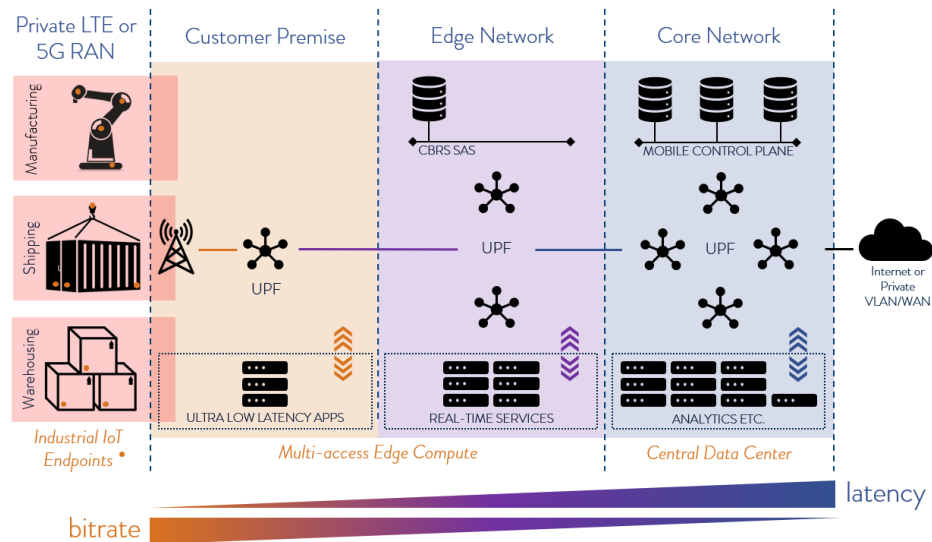 Private LTE or
5G RAN
Customer Premise
Edge Network
Core Network
Manufacturing
CBRS SAS
MOBILE CONTROL PLANE
Shipping
UPF
UPF
UPF
Internet or
Private
VLAN/WAN
Warehousing
ULTRA LOW LATENCY APPS
REAL-TIME SERVICES
ANALYTICS ETC.
Industrial IoT
Endpoints
Multi-access Edge Compute
Central Data Center
latency
bitrate